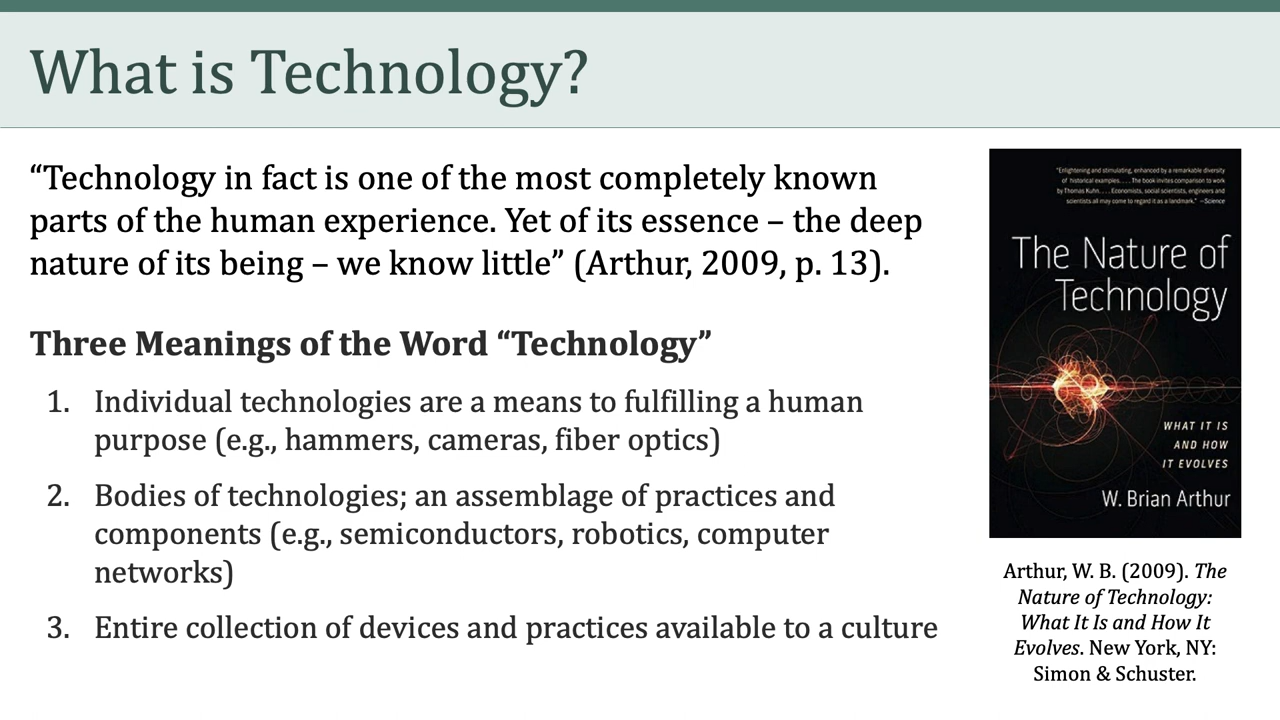 What is Technology?
“Technology in fact is one of the most completely known
parts of the human experience. Yet of its essence – the deep
nature of its being – we know little” (Arthur, 2009, p. 13).
Three Meanings of the Word “Technology”
1. Individual technologies are a means to fulfilling a human
purpose (e.g., hammers, cameras, fiber optics)
2. Bodies of technologies; an assemblage of practices and
components (e.g., semiconductors, robotics, computer
networks)
3. Entire collection of devices and practices available to a culture
"Enlightening and stimulating, enhanced by a remarkable diversity
of historical examples. . . . The book invites comparison to work
by Thomas Kuhn. . . . Economists, social scientists, engineers and
scientists all may come to regard it as a landmark." —Science
The Nature of
Technology
WHAT IT IS
AND HOW
IT EVOLVES
W. Brian Arthur
Arthur, W. B. (2009). The
Nature of Technology:
What It Is and How It
Evolves. New York, NY:
Simon & Schuster.